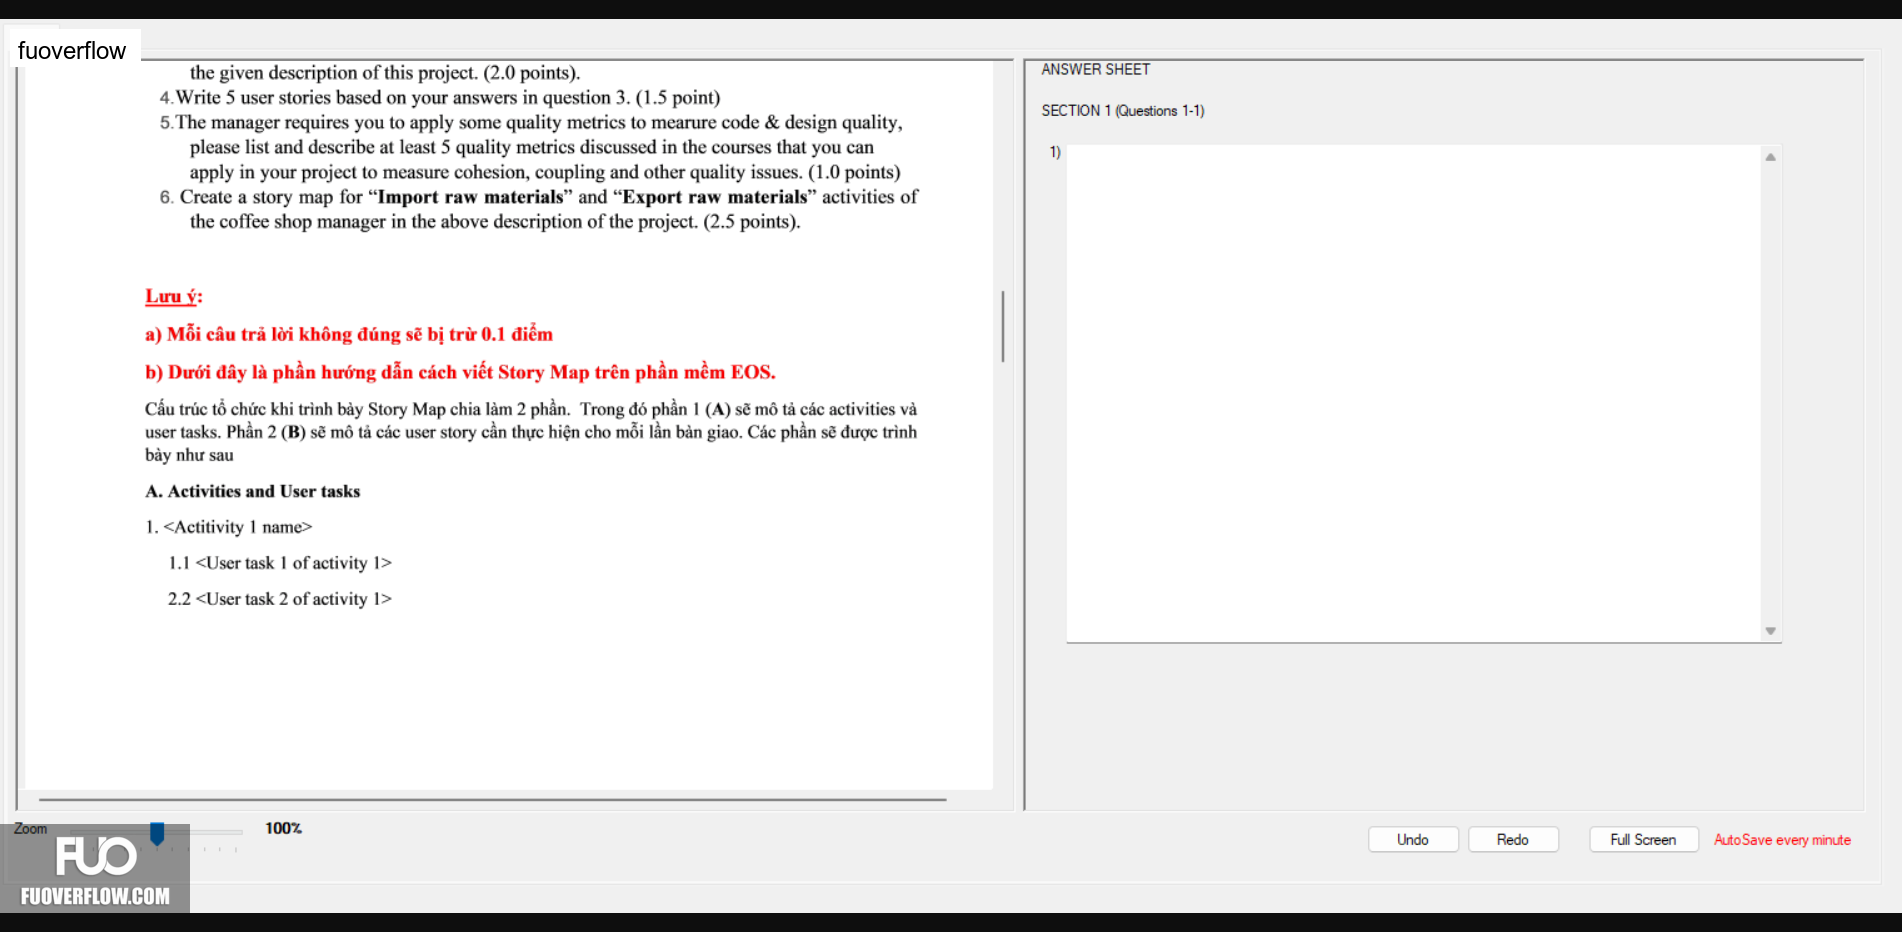 fuoverflow
the given description of this project. (2.0 points).
4. Write 5 user stories based on your answers in question 3. (1.5 point)
5. The manager requires you to apply some quality metrics to mearure code & design quality,
please list and describe at least 5 quality metrics discussed in the courses that you can
apply in your project to measure cohesion, coupling and other quality issues. (1.0 points)
6. Create a story map for “Import raw materials” and “Export raw materials” activities of
the coffee shop manager in the above description of the project. (2.5 points).
Lưu ý:
a) Mỗi câu trả lời không đúng sẽ bị trừ 0.1 điểm
b) Dưới đây là phần hướng dẫn cách viết Story Map trên phần mềm EOS.
Cấu trúc tổ chức khi trình bày Story Map chia làm 2 phần. Trong đó phần 1 (A) sẽ mô tả các activities và
user tasks. Phần 2 (B) sẽ mô tả các user story cần thực hiện cho mỗi lần bàn giao. Các phần sẽ được trình
bày như sau
A. Activities and User tasks
1. <Actitivity 1 name>
1.1 <User task 1 of activity 1>
2.2 <User task 2 of activity 1>
ANSWER SHEET
SECTION 1 (Questions 1-1)
1)
Zoom
100%
Undo
Redo
Full Screen
AutoSave every minute
FUO
FUOVERFLOW.COM